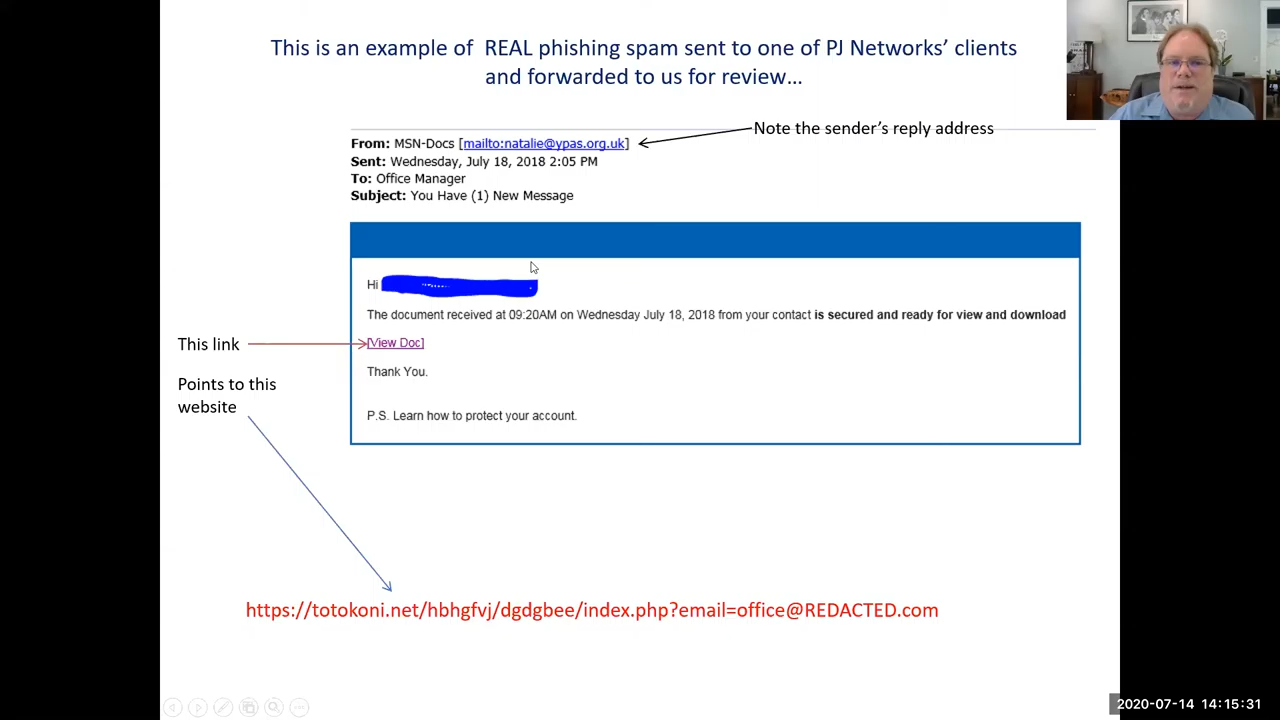 This is an example of  REAL phishing spam sent to one of PJ Networks' clients
and forwarded to us for review…
Note the sender's reply address
From: MSN-Docs [mailto:natalie@ypas.org.uk]
Sent: Wednesday, July 18, 2018 2:05 PM
To: Office Manager
Subject: You Have (1) New Message
Hi
The document received at 09:20AM on Wednesday July 18, 2018 from your contact is secured and ready for view and download
This link
[View Doc]
Thank You.
Points to this
website
P.S. Learn how to protect your account.
https://totokoni.net/hbhgfvj/dgdgbee/index.php?email=office@REDACTED.com
2020-07-14 14:15:31